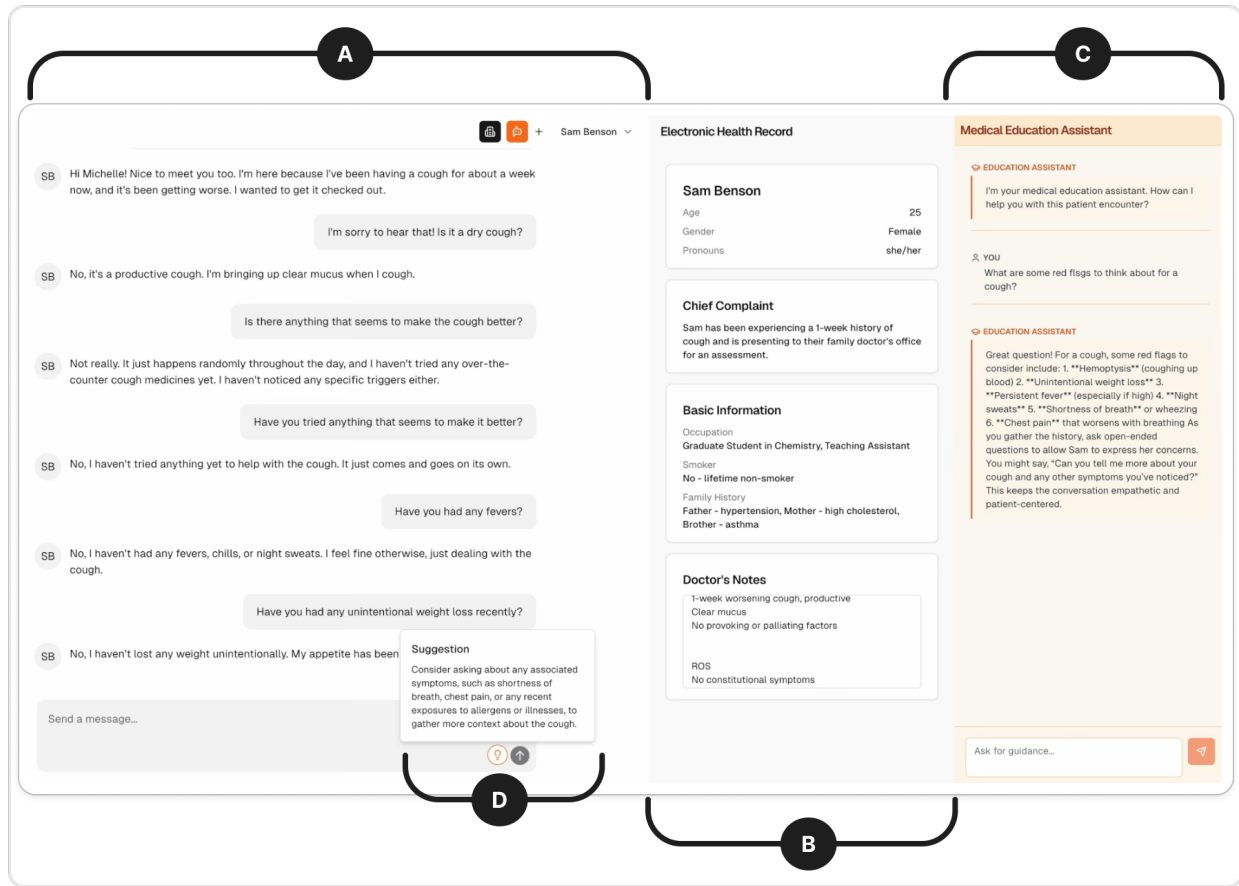 A
C
Sam Benson
SB
Hi Michelle! Nice to meet you too. I'm here because I've been having a cough for about a week
now, and it's been getting worse. I wanted to get it checked out.
I'm sorry to hear that! Is it a dry cough?
SB
No, it's a productive cough. I'm bringing up clear mucus when I cough.
Is there anything that seems to make the cough better?
SB
Not really. It just happens randomly throughout the day, and I haven't tried any over-the-
counter cough medicines yet. I haven't noticed any specific triggers either.
Have you tried anything that seems to make it better?
SB
No, I haven't tried anything yet to help with the cough. It just comes and goes on its own.
Have you had any fevers?
SB
No, I haven't had any fevers, chills, or night sweats. I feel fine otherwise, just dealing with the
cough.
Have you had any unintentional weight loss recently?
SB
No, I haven't lost any weight unintentionally. My appetite has been
Suggestion
Consider asking about any associated
symptoms, such as shortness of
breath, chest pain, or any recent
exposures to allergens or illnesses, to
gather more context about the cough.
Send a message...
D
Electronic Health Record
Sam Benson
Age 25
Gender Female
Pronouns she/her
Chief Complaint
Sam has been experiencing a 1-week history of
cough and is presenting to their family doctor's office
for an assessment.
Basic Information
Occupation
Graduate Student in Chemistry, Teaching Assistant
Smoker
No - lifetime non-smoker
Family History
Father - hypertension, Mother - high cholesterol,
Brother - asthma
Doctor's Notes
1-week worsening cough, productive
Clear mucus
No provoking or palliating factors
ROS
No constitutional symptoms
B
Medical Education Assistant
EDUCATION ASSISTANT
I'm your medical education assistant. How can I
help you with this patient encounter?
YOU
What are some red flsgs to think about for a
cough?
EDUCATION ASSISTANT
Great question! For a cough, some red flags to
consider include: 1. **Hemoptysis** (coughing up
blood) 2. **Unintentional weight loss** 3.
**Persistent fever** (especially if high) 4. **Night
sweats** 5. **Shortness of breath** or wheezing
6. **Chest pain** that worsens with breathing As
you gather the history, ask open-ended
questions to allow Sam to express her concerns.
You might say, "Can you tell me more about your
cough and any other symptoms you've noticed?"
This keeps the conversation empathetic and
patient-centered.
Ask for guidance...